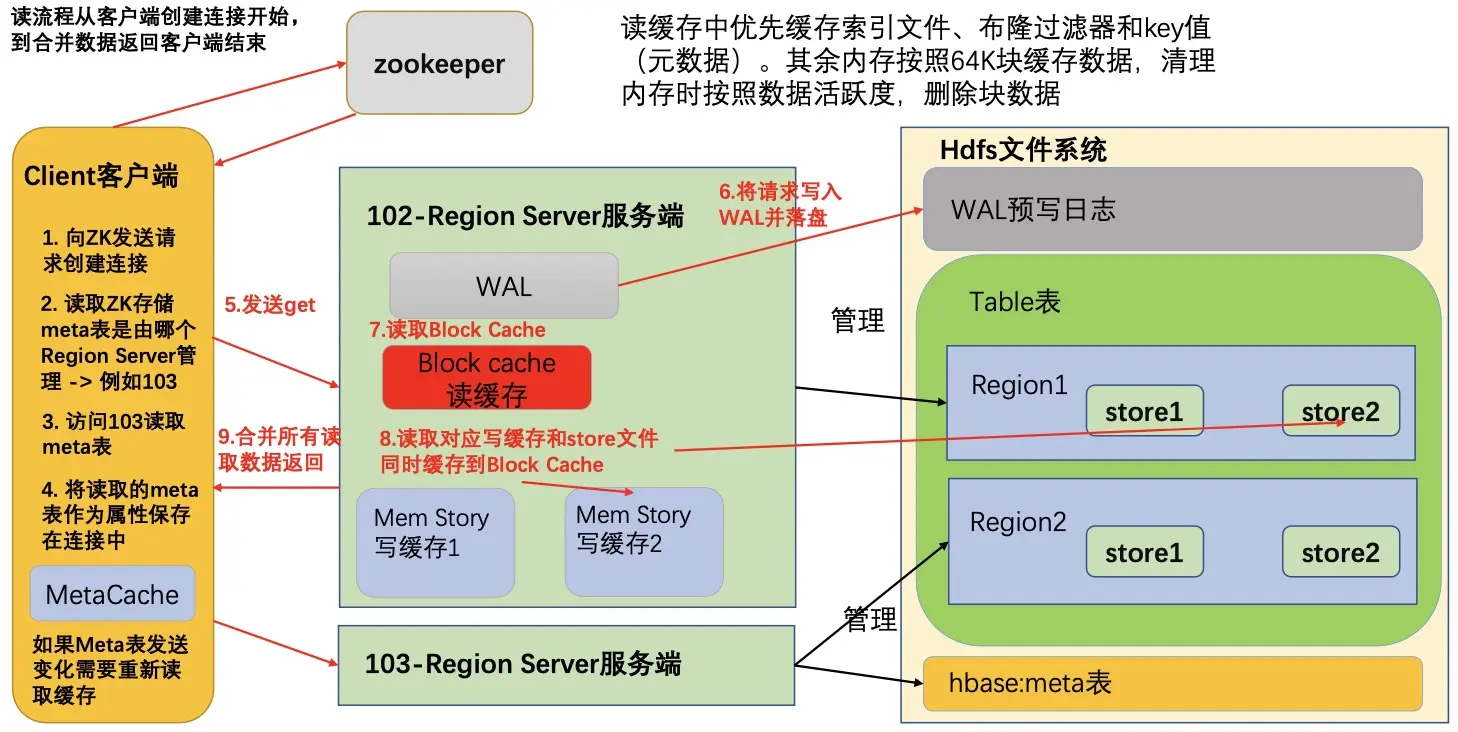 读流程从客户端创建连接开始，
到合并数据返回客户端结束
zookeeper
读缓存中优先缓存索引文件、布隆过滤器和key值
（元数据）。其余内存按照64K块缓存数据，清理
内存时按照数据活跃度，删除块数据
Client客户端
1. 向ZK发送请
求创建连接
2. 读取ZK存储
meta表是由哪个
Region Server管
理 -> 例如103
3. 访问103读取
meta表
4. 将读取的meta
表作为属性保存
在连接中
MetaCache
如果Meta表发送
变化需要重新读
取缓存
5.发送get
9.合并所有读
取数据返回
102-Region Server服务端
WAL
7.读取Block Cache
Block cache
读缓存
8.读取对应写缓存和store文件
同时缓存到Block Cache
Mem Story
写缓存1
Mem Story
写缓存2
103-Region Server服务端
6.将请求写入
WAL并落盘
管理
管理
Hdfs文件系统
WAL预写日志
Table表
Region1
store1
store2
Region2
store1
store2
hbase:meta表